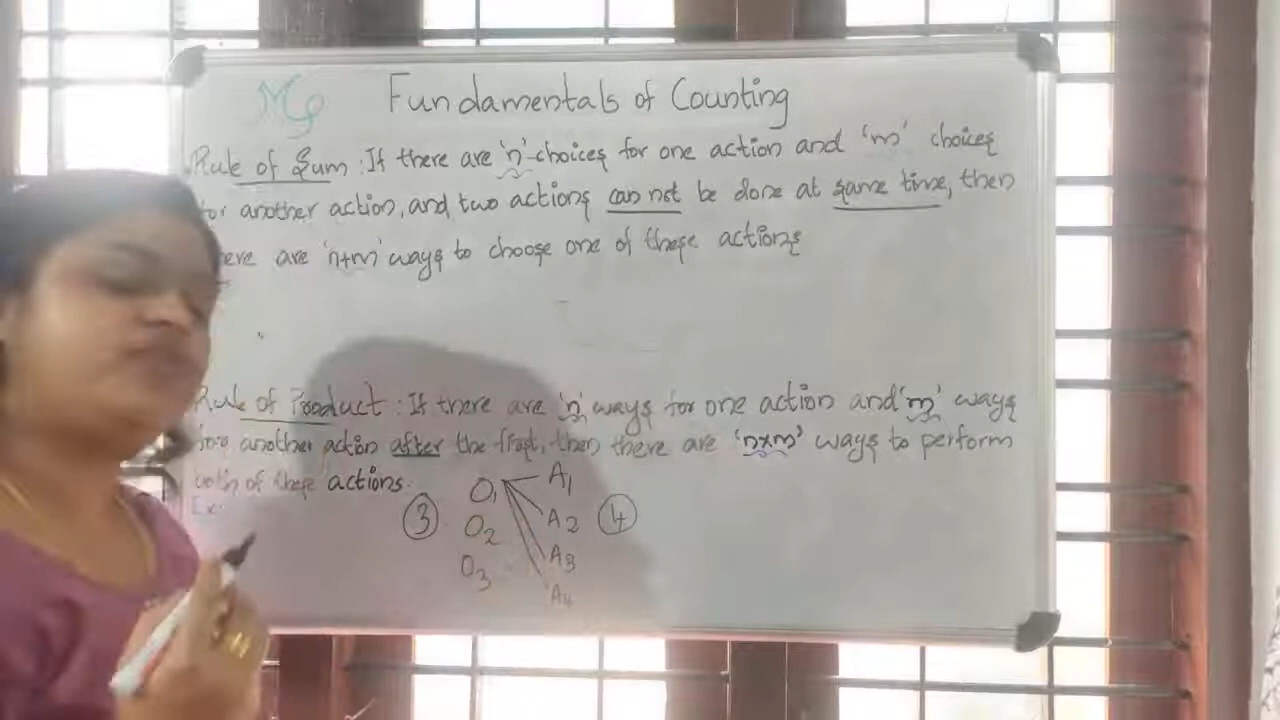 MG
Fundamentals of Counting
Rule of Sum : If there are 'n' choices for one action and 'm' choices
for another action, and two actions can not be done at same time, then
ere are 'n+m' ways to choose one of these actions
Rule of Product : If there are 'n' ways for one action and 'm' ways
for another action after the first, then there are 'n×m' ways to perform
both of these actions.
Ex:
③ O1 A1 ④
O2 A2
O3 A3
A4